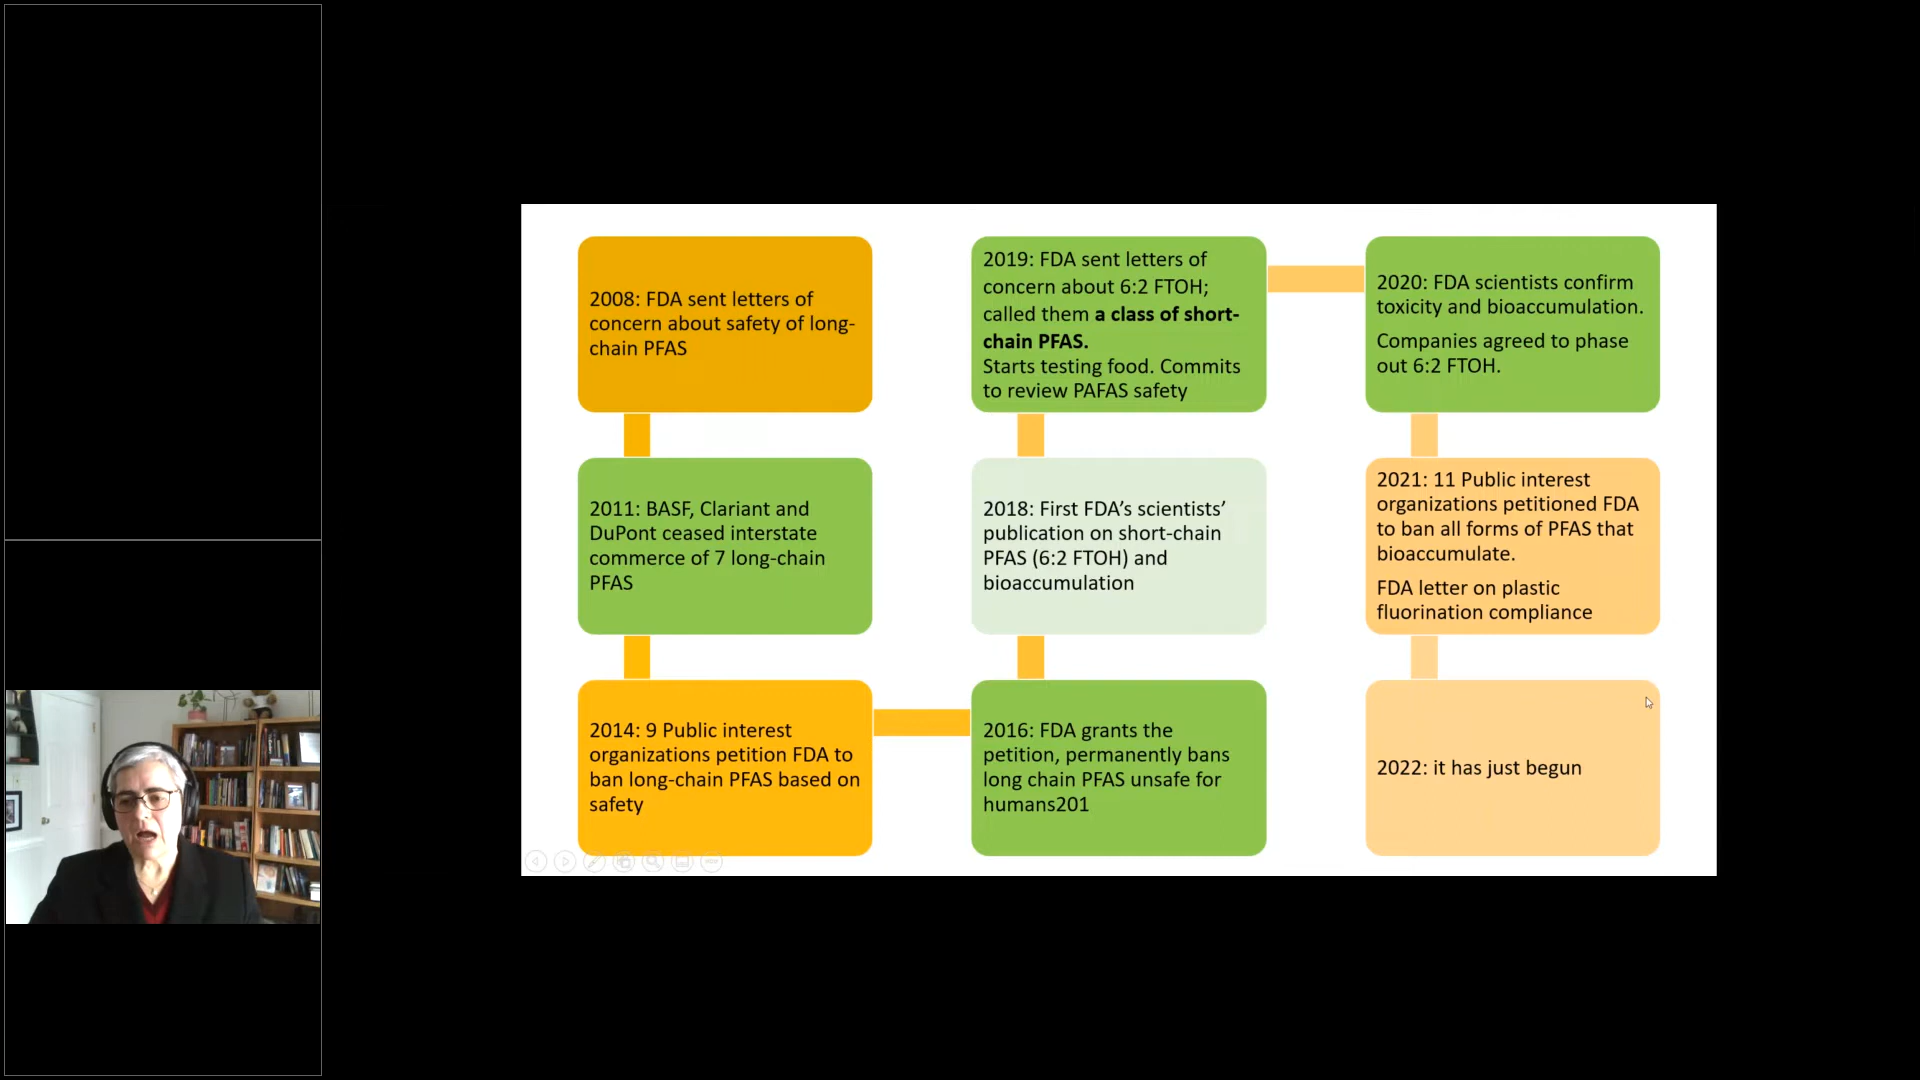 2008: FDA sent letters of
concern about safety of long-
chain PFAS
2011: BASF, Clariant and
DuPont ceased interstate
commerce of 7 long-chain
PFAS
2014: 9 Public interest
organizations petition FDA to
ban long-chain PFAS based on
safety
2016: FDA grants the
petition, permanently bans
long chain PFAS unsafe for
humans201
2018: First FDA’s scientists’
publication on short-chain
PFAS (6:2 FTOH) and
bioaccumulation
2019: FDA sent letters of
concern about 6:2 FTOH;
called them a class of short-
chain PFAS.
Starts testing food. Commits
to review PAFAS safety
2020: FDA scientists confirm
toxicity and bioaccumulation.
Companies agreed to phase
out 6:2 FTOH.
2021: 11 Public interest
organizations petitioned FDA
to ban all forms of PFAS that
bioaccumulate.
FDA letter on plastic
fluorination compliance
2022: it has just begun